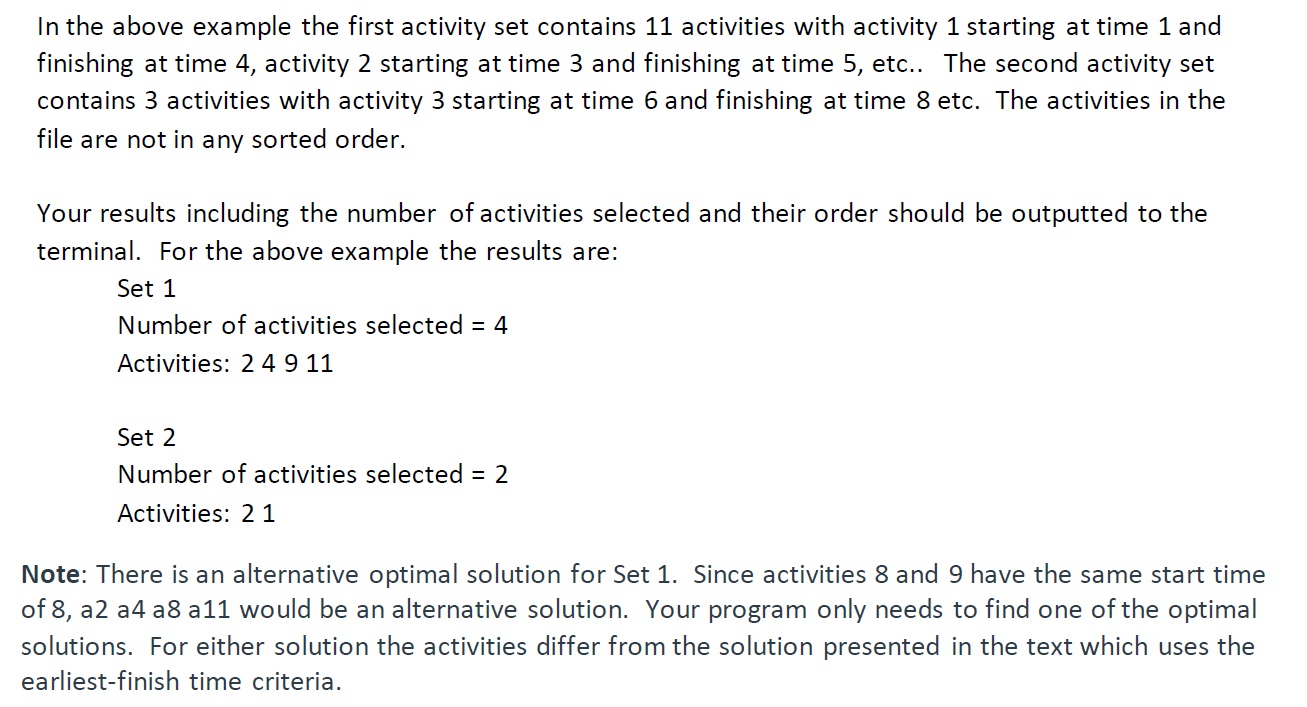 In the above example the first activity set contains 11 activities with activity 1 starting at time 1 and
finishing at time 4, activity 2 starting at time 3 and finishing at time 5, etc.. The second activity set
contains 3 activities with activity 3 starting at time 6 and finishing at time 8 etc. The activities in the
file are not in any sorted order.
Your results including the number of activities selected and their order should be outputted to the
terminal. For the above example the results are:
Set 1
Number of activities selected = 4
Activities: 2 4 9 11
Set 2
Number of activities selected = 2
Activities: 2 1
Note: There is an alternative optimal solution for Set 1. Since activities 8 and 9 have the same start time
of 8, a2 a4 a8 a11 would be an alternative solution. Your program only needs to find one of the optimal
solutions. For either solution the activities differ from the solution presented in the text which uses the
earliest-finish time criteria.